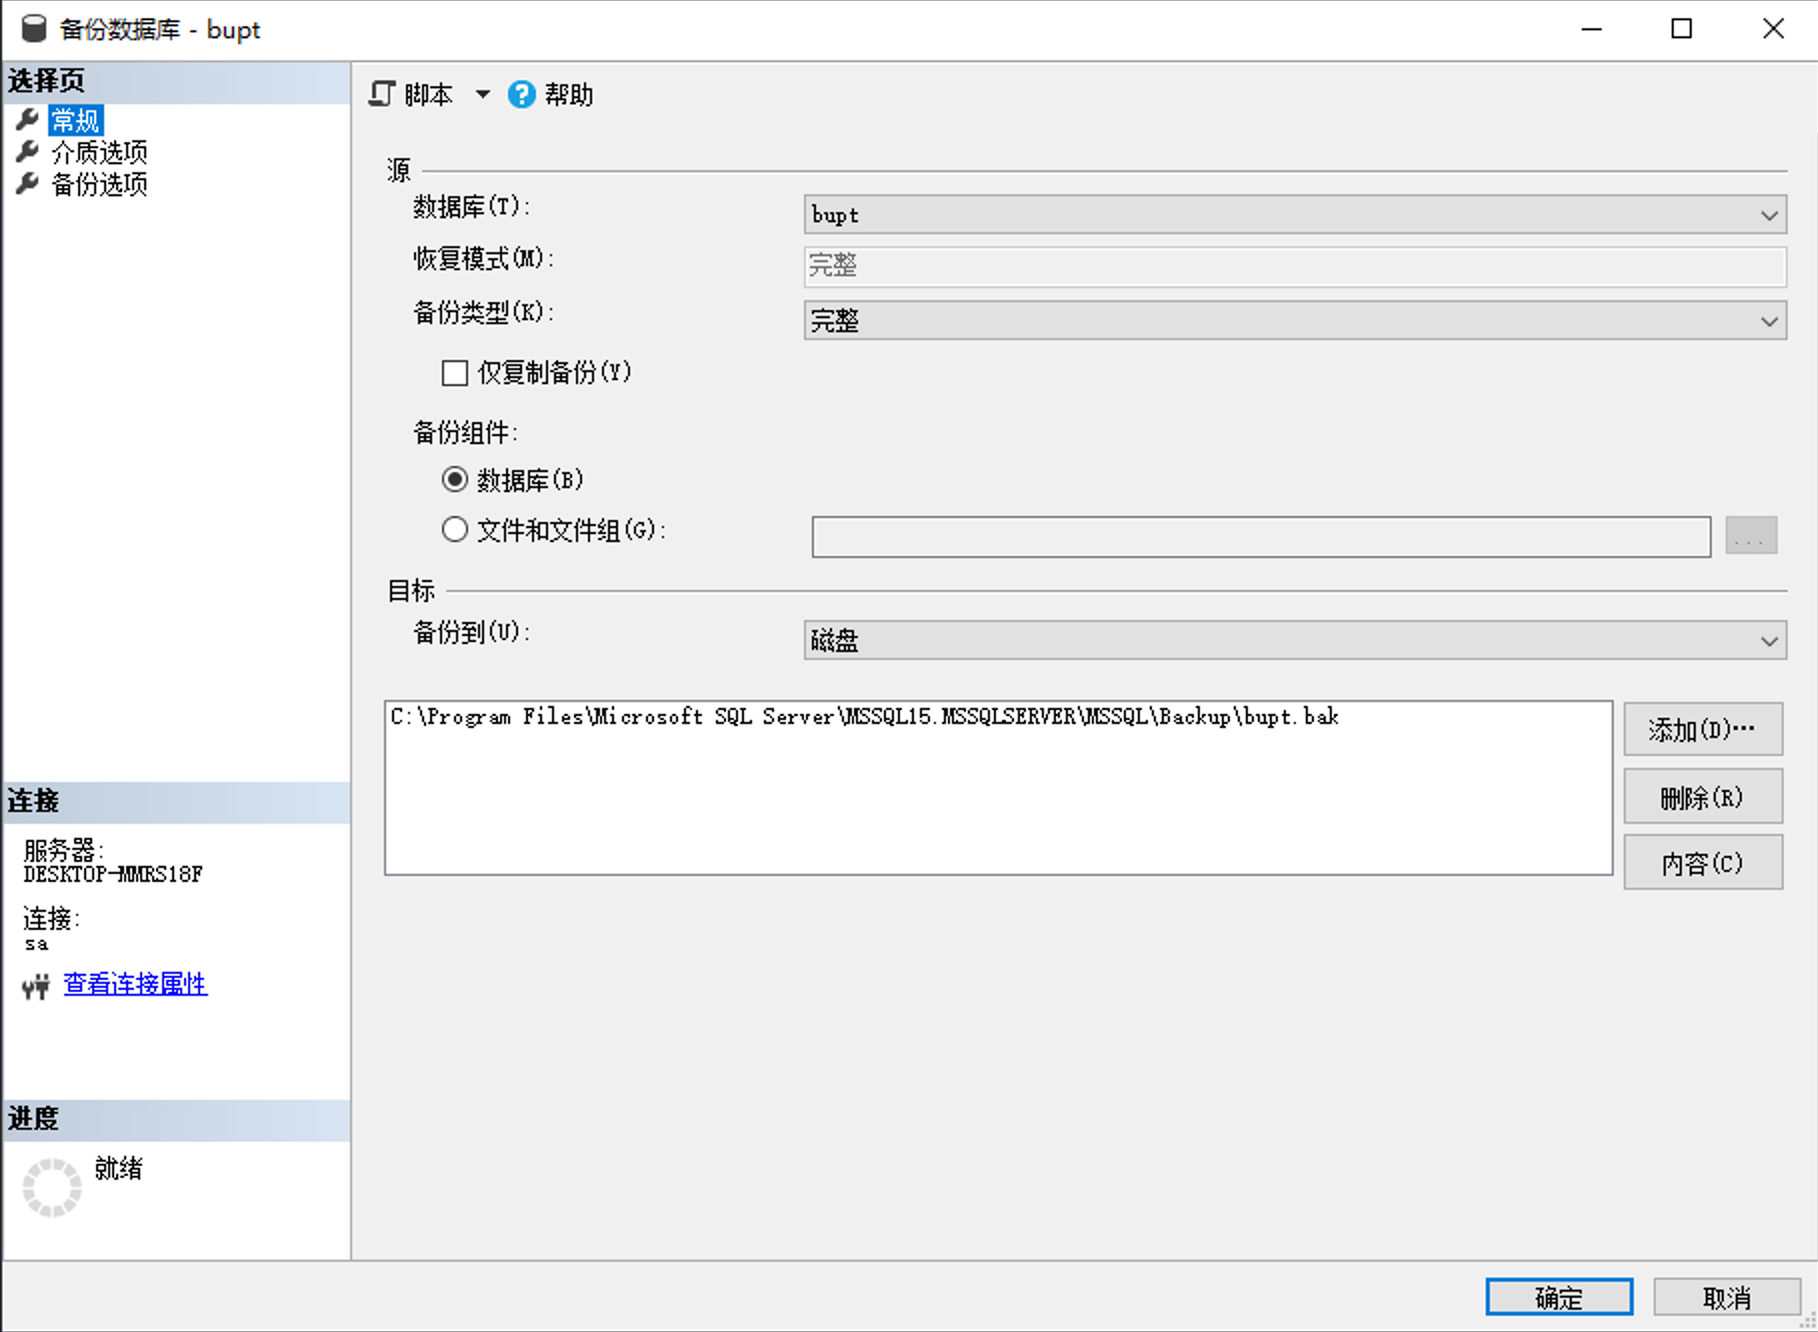 备份数据库 - bupt
选择页
常规
介质选项
备份选项
脚本
帮助
源
数据库(T):
bupt
恢复模式(M):
完整
备份类型(K):
完整
仅复制备份(Y)
备份组件:
数据库(B)
文件和文件组(G):
...
目标
备份到(U):
磁盘
C:\Program Files\Microsoft SQL Server\MSSQL15.MSSQLSERVER\MSSQL\Backup\bupt.bak
添加(D)…
删除(R)
内容(C)
连接
服务器:
DESKTOP-MMRS18F
连接:
sa
查看连接属性
进度
就绪
确定
取消